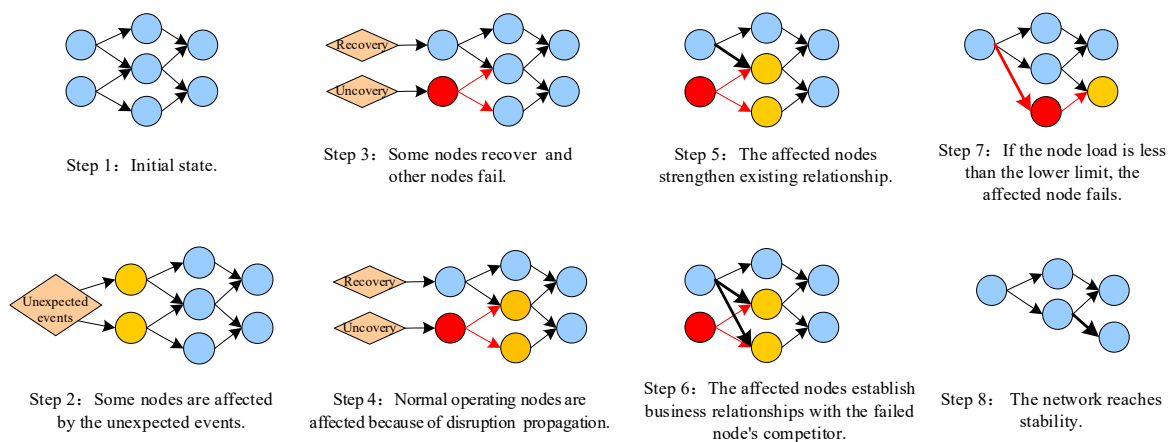 Step 1：Initial state.
Unexpected
events
Step 2：Some nodes are affected
by the unexpected events.
Recovery
Uncovery
Step 3：Some nodes recover and
other nodes fail.
Recovery
Uncovery
Step 4：Normal operating nodes are
affected because of disruption propagation.
Step 5：The affected nodes
strengthen existing relationship.
Step 6：The affected nodes establish
business relationships with the failed
node's competitor.
Step 7：If the node load is less
than the lower limit, the
affected node fails.
Step 8：The network reaches
stability.